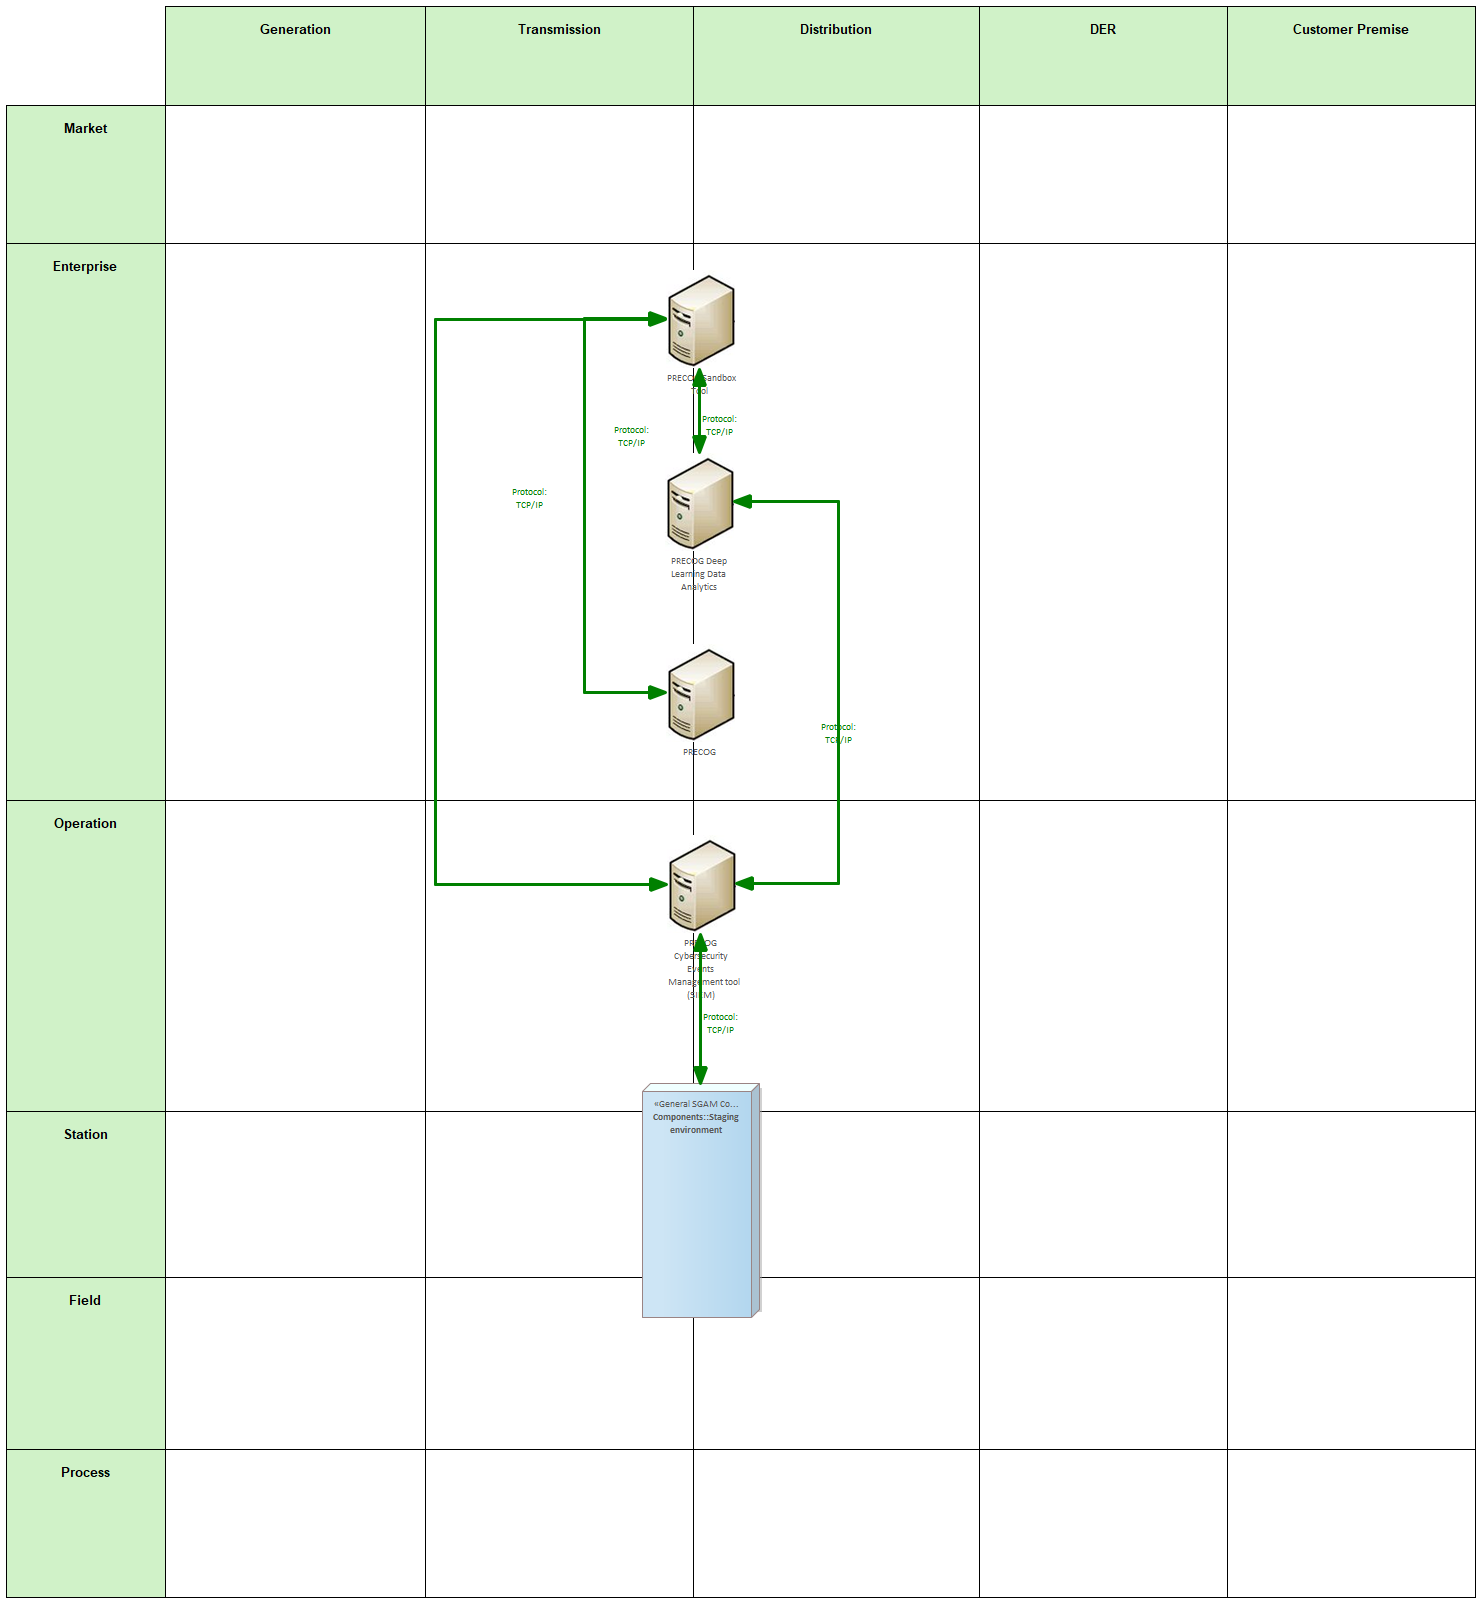 Generation
Transmission
Distribution
DER
Customer Premise
Market
Enterprise
PRECOG Sandbox
Tool
Protocol:
TCP/IP
Protocol:
TCP/IP
Protocol:
TCP/IP
PRECOG Deep
Learning Data
Analytics
Protocol:
TCP/IP
PRECOG
Operation
PRECOG
Cybersecurity
Events
Management tool
(SIEM)
Protocol:
TCP/IP
«General SGAM Co...
Components::Staging
environment
Station
Field
Process